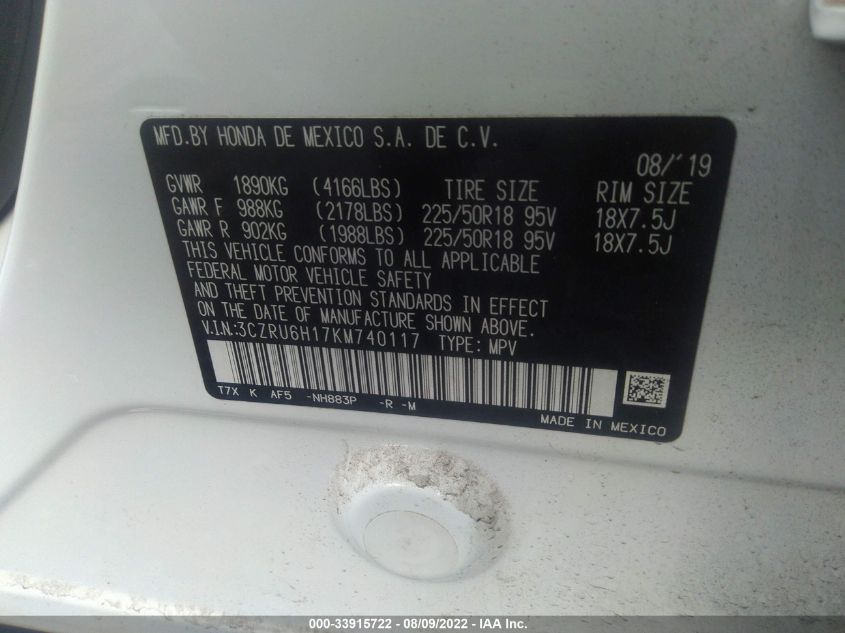 MFD.BY HONDA DE MEXICO S.A. DE C.V.
08/'19
GVWR 1890KG (4166LBS) TIRE SIZE RIM SIZE
GAWR F 988KG (2178LBS) 225/50R18 95V 18X7.5J
GAWR R 902KG (1988LBS) 225/50R18 95V 18X7.5J
THIS VEHICLE CONFORMS TO ALL APPLICABLE
FEDERAL MOTOR VEHICLE SAFETY
AND THEFT PREVENTION STANDARDS IN EFFECT
ON THE DATE OF MANUFACTURE SHOWN ABOVE.
V.I.N:3CZRU6H17KM740117 TYPE: MPV
T7X K AF5 -NH883P -R -M
MADE IN MEXICO
000-33915722 - 08/09/2022 - IAA Inc.